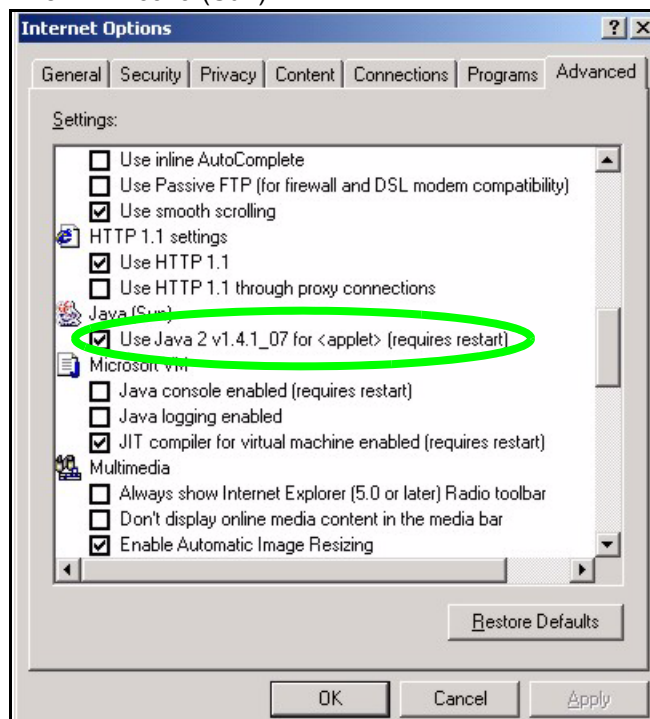 Internet Options
General Security Privacy Content Connections Programs Advanced
Settings:
Use inline AutoComplete
Use Passive FTP (for firewall and DSL modem compatibility)
Use smooth scrolling
HTTP 1.1 settings
Use HTTP 1.1
Use HTTP 1.1 through proxy connections
Java (Sun)
Use Java 2 v1.4.1_07 for <applet> (requires restart)
Microsoft VM
Java console enabled (requires restart)
Java logging enabled
JIT compiler for virtual machine enabled (requires restart)
Multimedia
Always show Internet Explorer (5.0 or later) Radio toolbar
Don't display online media content in the media bar
Enable Automatic Image Resizing
Restore Defaults
OK Cancel Apply